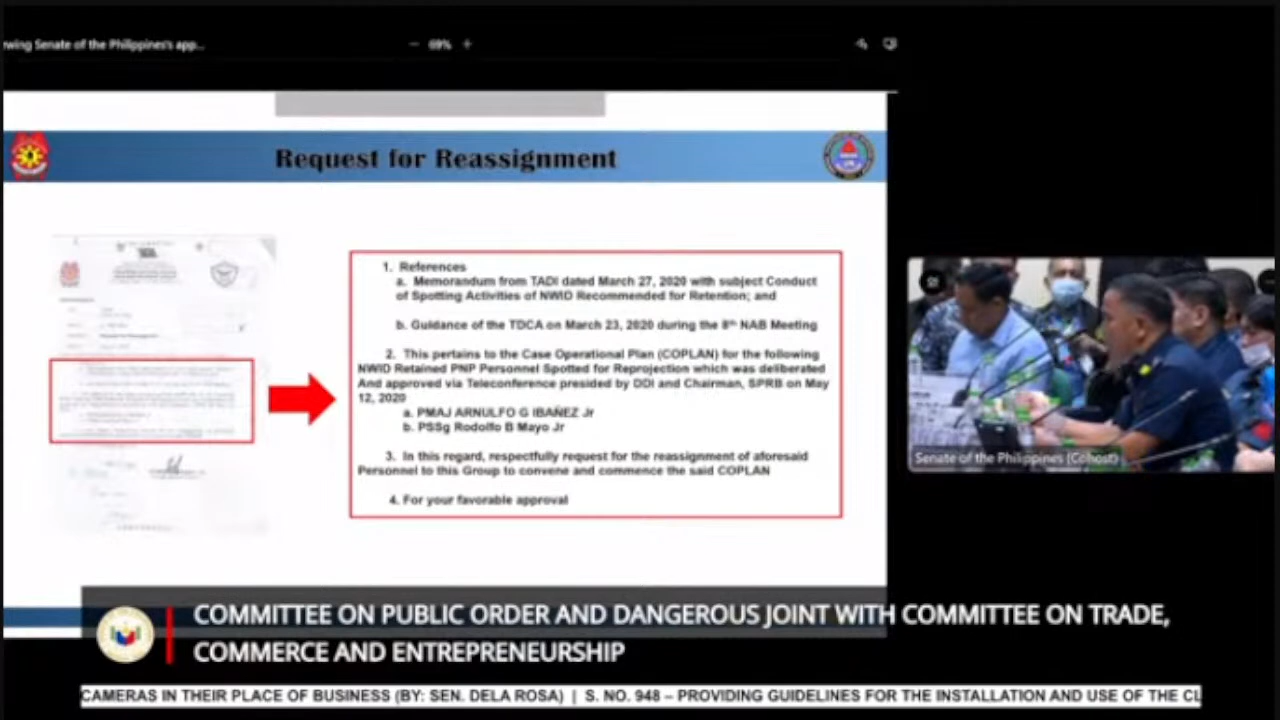 ewing Senate of the Philippines's app...
69%
Request for Reassignment
1. References
a. Memorandum from TADI dated March 27, 2020 with subject Conduct
of Spotting Activities of NWID Recommended for Retention; and
b. Guidance of the TDCA on March 23, 2020 during the 8th NAB Meeting
2. This pertains to the Case Operational Plan (COPLAN) for the following
NWID Retained PNP Personnel Spotted for Reprojection which was deliberated
And approved via Teleconference presided by DDI and Chairman, SPRB on May
12, 2020
a. PMAJ ARNULFO G IBAÑEZ Jr
b. PSSg Rodolfo B Mayo Jr
3. In this regard, respectfully request for the reassignment of aforesaid
Personnel to this Group to convene and commence the said COPLAN
4. For your favorable approval
Senate of the Philippines (Cohost)
COMMITTEE ON PUBLIC ORDER AND DANGEROUS JOINT WITH COMMITTEE ON TRADE,
COMMERCE AND ENTREPRENEURSHIP
CAMERAS IN THEIR PLACE OF BUSINESS (BY: SEN. DELA ROSA) | S. NO. 948 – PROVIDING GUIDELINES FOR THE INSTALLATION AND USE OF THE CL